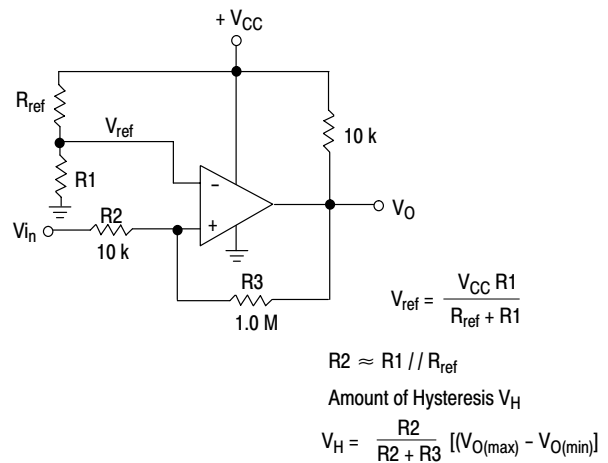 + V_CC
R_ref
V_ref
10 k
R1
-
+
V_O
Vi_n
R2
10 k
R3
1.0 M
V_ref = V_CC R1 / R_ref + R1
R2 ≈ R1 // R_ref
Amount of Hysteresis V_H
V_H = R2 / R2 + R3 [(V_O(max) - V_O(min)]